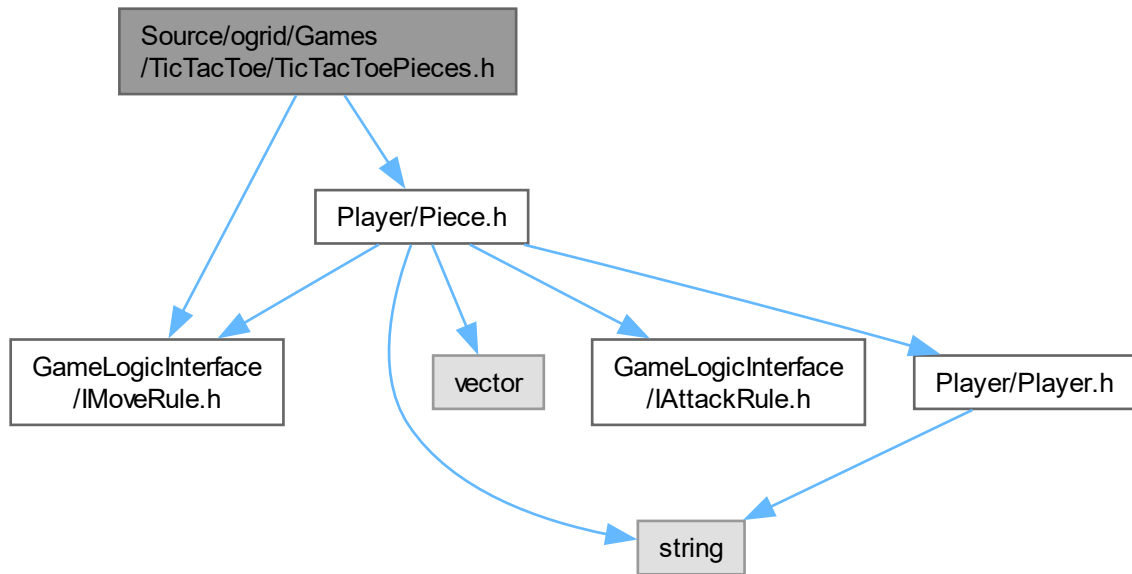 Source/ogrid/Games
/TicTacToe/TicTacToePieces.h
Player/Piece.h
GameLogicInterface
/IMoveRule.h
vector
GameLogicInterface
/IAttackRule.h
Player/Player.h
string